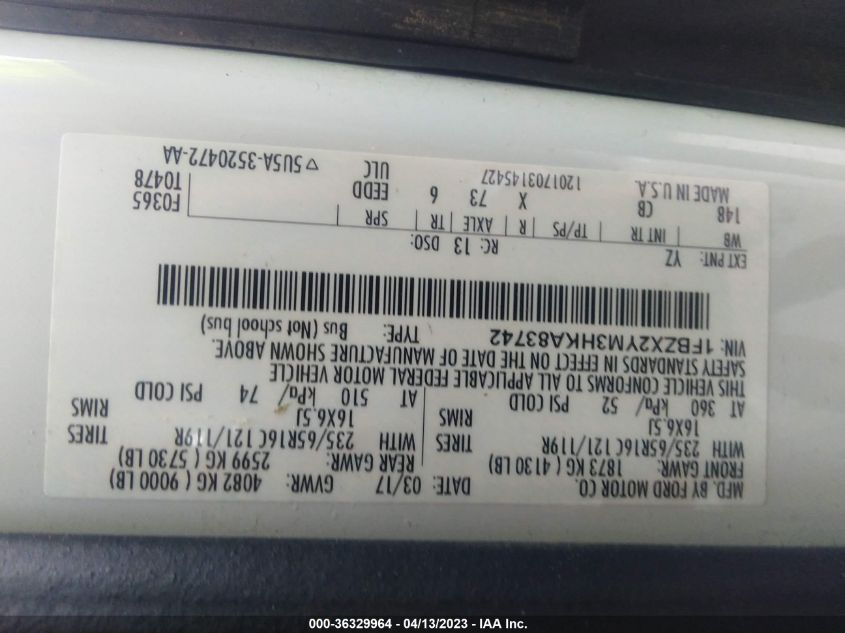 MFD. BY FORD MOTOR CO.
DATE: 03/17 GVWR: 4082 KG ( 9000 LB)
FRONT GAWR: 1873 KG ( 4130 LB) REAR GAWR: 2599 KG ( 5730 LB)
WITH 235/65R16C 121/119R TIRES WITH 235/65R16C 121/119R TIRES
16X6.5J RIMS 16X6.5J RIMS
AT 360 kPa/ 52 PSI COLD AT 510 kPa/ 74 PSI COLD
THIS VEHICLE CONFORMS TO ALL APPLICABLE FEDERAL MOTOR VEHICLE
SAFETY STANDARDS IN EFFECT ON THE DATE OF MANUFACTURE SHOWN ABOVE.
VIN: 1FBZX2YM3HKA83742 TYPE: Bus (Not school bus)
EXT PNT: YZ RC: 13 DSO:
WB INT TR TP/PS R AXLE TR SPR
148 CB X 73 6 EEDD F0365
MADE IN U.S.A. 1201703145427 ULC T0478
▽5U5A-3520472-AA
000-36329964 - 04/13/2023 - IAA Inc.